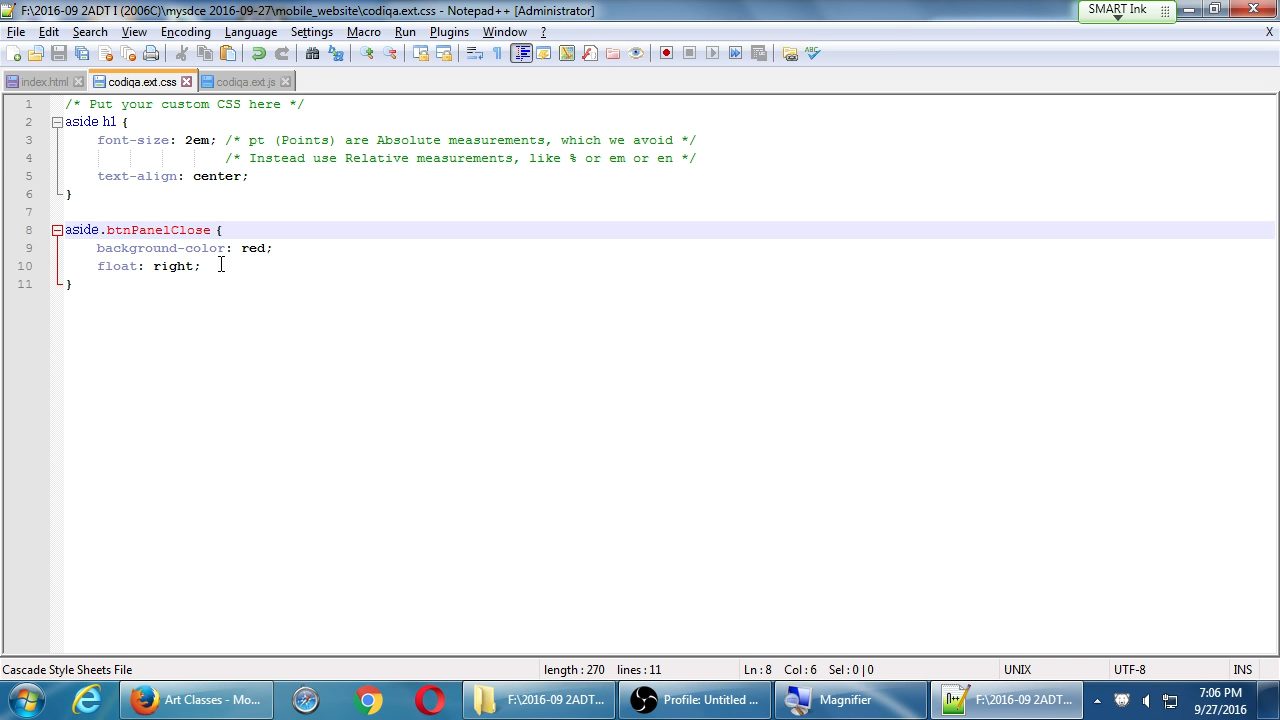 F:\2016-09 2ADT I (2006C)\mysdce 2016-09-27\mobile_website\codiqa.ext.css - Notepad++ [Administrator]
SMART Ink
File Edit Search View Encoding Language Settings Macro Run Plugins Window ? X
index.html codiqa.ext.css codiqa.ext.js
1 /* Put your custom CSS here */
2 aside h1 {
3 font-size: 2em; /* pt (Points) are Absolute measurements, which we avoid */
4 /* Instead use Relative measurements, like % or em or en */
5 text-align: center;
6 }
7
8 aside.btnPanelClose {
9 background-color: red;
10 float: right;
11 }
Cascade Style Sheets File length : 270 lines : 11 Ln : 8 Col : 6 Sel : 0 | 0 UNIX UTF-8 INS
Art Classes - Mo... F:\2016-09 2ADT... Profile: Untitled ... Magnifier F:\2016-09 2ADT... 7:06 PM
9/27/2016